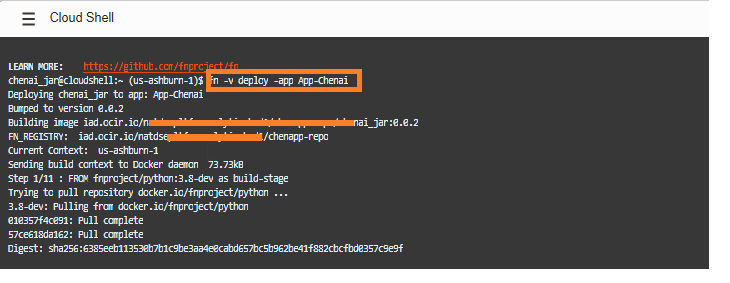 Cloud Shell
LEARN MORE: https://github.com/fnproject/fn
chenai_jar@cloudshell:~ (us-ashburn-1)$ fn -v deploy -app App-Chenai
Deploying chenai_jar to app: App-Chenai
Bumped to version 0.0.2
Building image iad.ocir.io/ nai_jar:0.0.2
FN_REGISTRY: iad.ocir.io/natdse /chenapp-repo
Current Context: us-ashburn-1
Sending build context to Docker daemon 73.73kB
Step 1/11 : FROM fnproject/python:3.8-dev as build-stage
Trying to pull repository docker.io/fnproject/python ...
3.8-dev: Pulling from docker.io/fnproject/python
010357f4c091: Pull complete
57ce618da162: Pull complete
Digest: sha256:6385eeb113530b7b1c9be3aa4e0cabd657bc5b962be41f882cbcfbd0357c9e9f